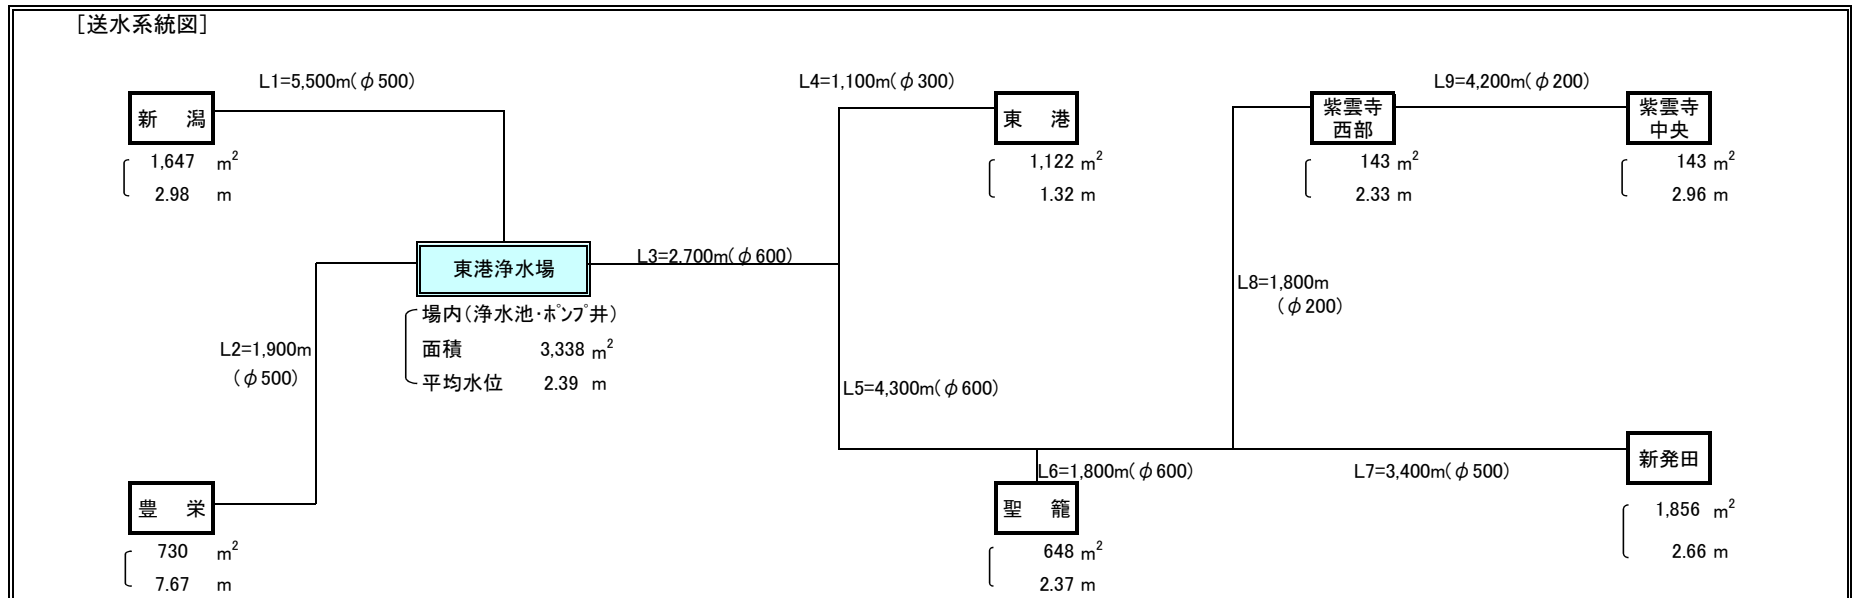 ［送水系統図］
L1=5,500m(φ500)
L4=1,100m(φ300)
L9=4,200m(φ200)
新　潟
東　港
紫雲寺
西部
紫雲寺
中央
1,647 m2
2.98 m
1,122 m2
1.32 m
143 m2
2.33 m
143 m2
2.96 m
東港浄水場
L3=2.700m(φ600)
L8=1,800m
(φ200)
場内(浄水池・ﾎﾟﾝﾌﾟ井)
面積 3,338 m2
平均水位 2.39 m
L2=1,900m
(φ500)
L5=4,300m(φ600)
L6=1,800m(φ600)
L7=3,400m(φ500)
新発田
1,856 m2
2.66 m
豊　栄
730 m2
7.67 m
聖　籠
648 m2
2.37 m